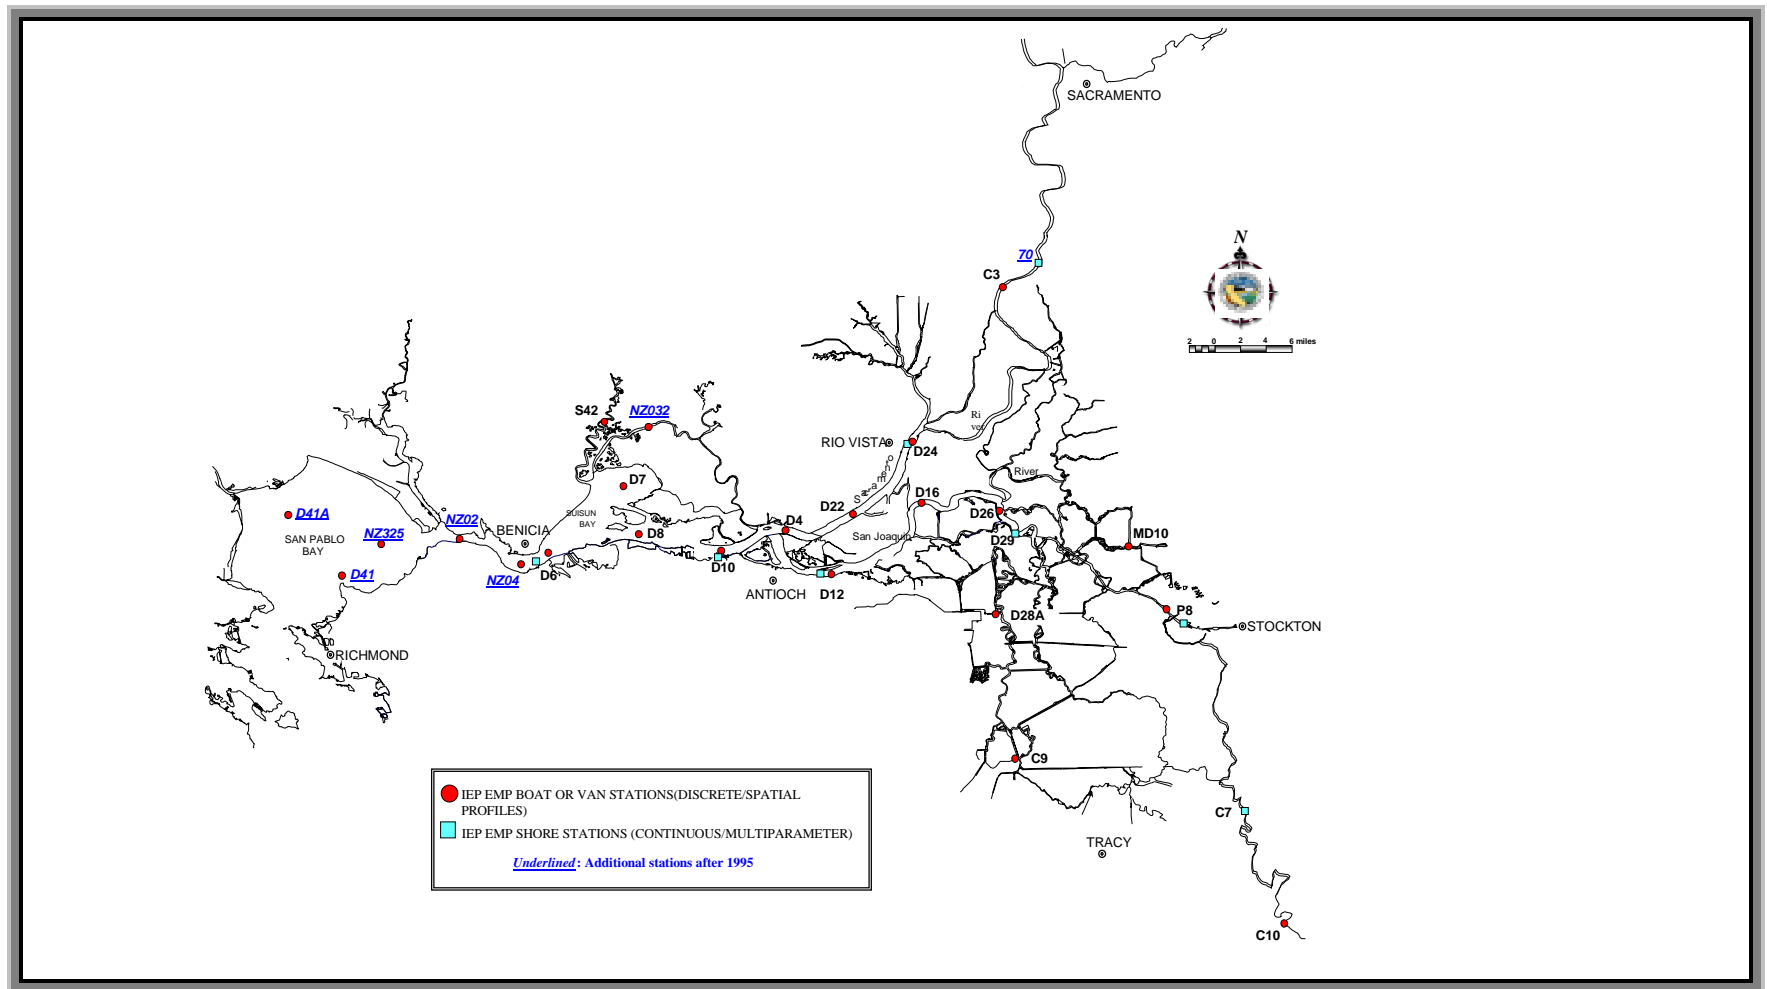 SACRAMENTO
N
70
C3
2 0 2 4 6 miles
S42
NZ032
Ri
ver
RIO VISTA
D24
Sacramento
River
D7
D16
D22
D26
D41A
NZ02
SUISUN
BAY
BENICIA
D4
SAN PABLO
BAY
NZ325
D8
San Joaquin
D29
MD10
D10
D6
NZ04
D41
ANTIOCH
D12
P8
D28A
STOCKTON
RICHMOND
C9
IEP EMP BOAT OR VAN STATIONS(DISCRETE/SPATIAL
PROFILES)
IEP EMP SHORE STATIONS (CONTINUOUS/MULTIPARAMETER)
Underlined: Additional stations after 1995
C7
TRACY
C10